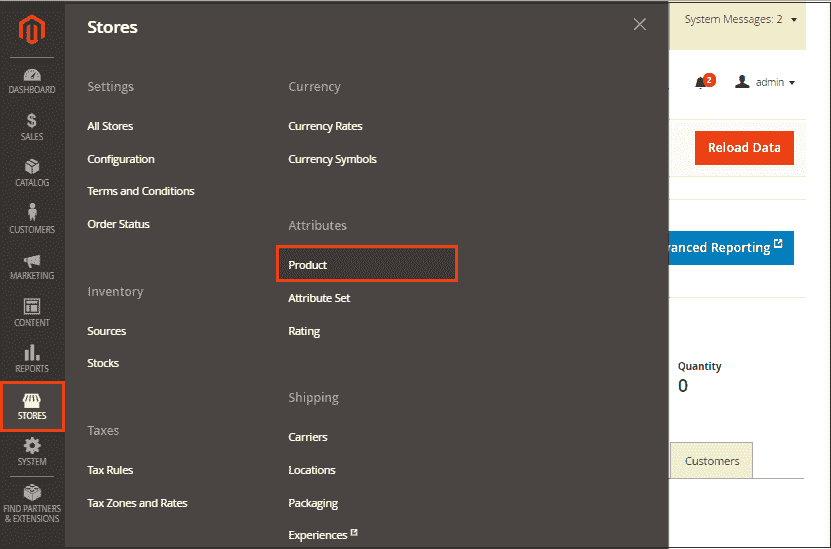 DASHBOARD
SALES
CATALOG
CUSTOMERS
MARKETING
CONTENT
REPORTS
STORES
SYSTEM
FIND PARTNERS
& EXTENSIONS
Stores
Settings
All Stores
Configuration
Terms and Conditions
Order Status
Inventory
Sources
Stocks
Taxes
Tax Rules
Tax Zones and Rates
Currency
Currency Rates
Currency Symbols
Attributes
Product
Attribute Set
Rating
Shipping
Carriers
Locations
Packaging
Experiences
System Messages: 2
2
admin
Reload Data
vanced Reporting
Quantity
0
Customers